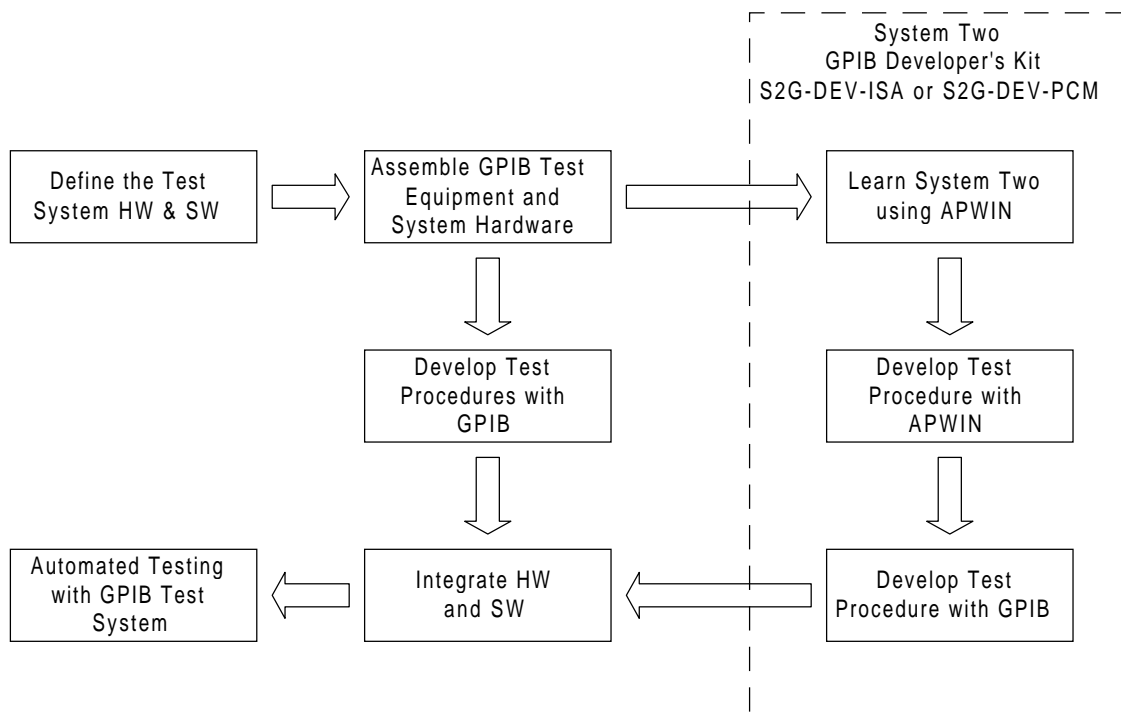 System Two
GPIB Developer's Kit
S2G-DEV-ISA or S2G-DEV-PCM
Define the Test
System HW & SW
Assemble GPIB Test
Equipment and
System Hardware
Learn System Two
using APWIN
Develop Test
Procedures with
GPIB
Develop Test
Procedure with
APWIN
Automated Testing
with GPIB Test
System
Integrate HW
and SW
Develop Test
Procedure with GPIB